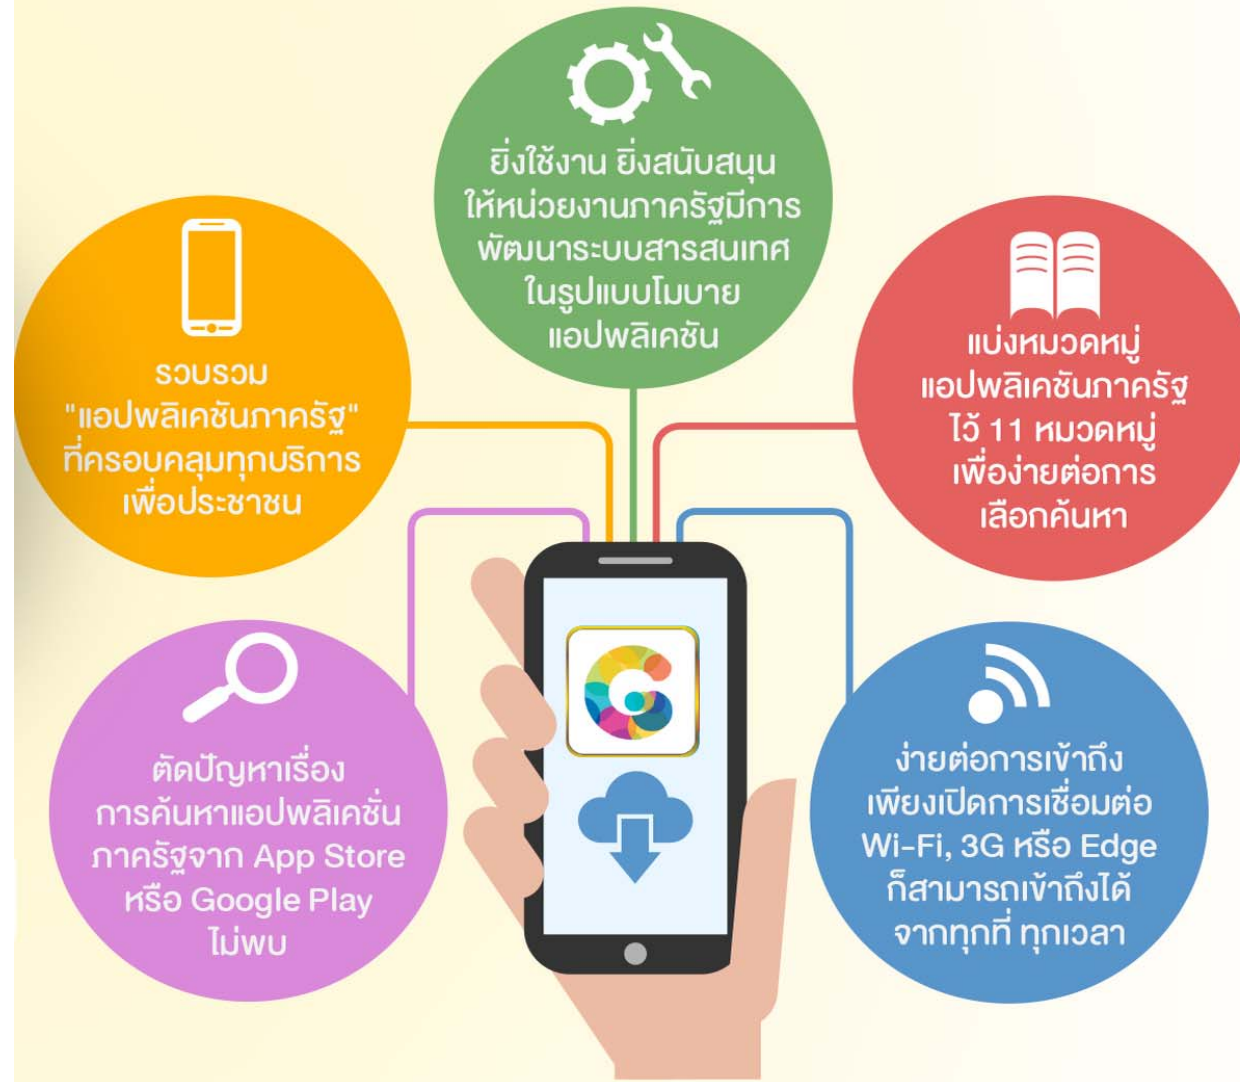 ยิ่งใช้งาน ยิ่งสนับสนุน
ให้หน่วยงานภาครัฐมีการ
พัฒนาระบบสารสนเทศ
ในรูปแบบโมบาย
แอปพลิเคชัน
รวบรวม
"แอปพลิเคชันภาครัฐ"
ที่ครอบคลุมทุกบริการ
เพื่อประชาชน
แบ่งหมวดหมู่
แอปพลิเคชันภาครัฐ
ไว้ 11 หมวดหมู่
เพื่อง่ายต่อการ
เลือกค้นหา
ตัดปัญหาเรื่อง
การค้นหาแอปพลิเคชั่น
ภาครัฐจาก App Store
หรือ Google Play
ไม่พบ
ง่ายต่อการเข้าถึง
เพียงเปิดการเชื่อมต่อ
Wi-Fi, 3G หรือ Edge
ก็สามารถเข้าถึงได้
จากทุกที่ ทุกเวลา
G